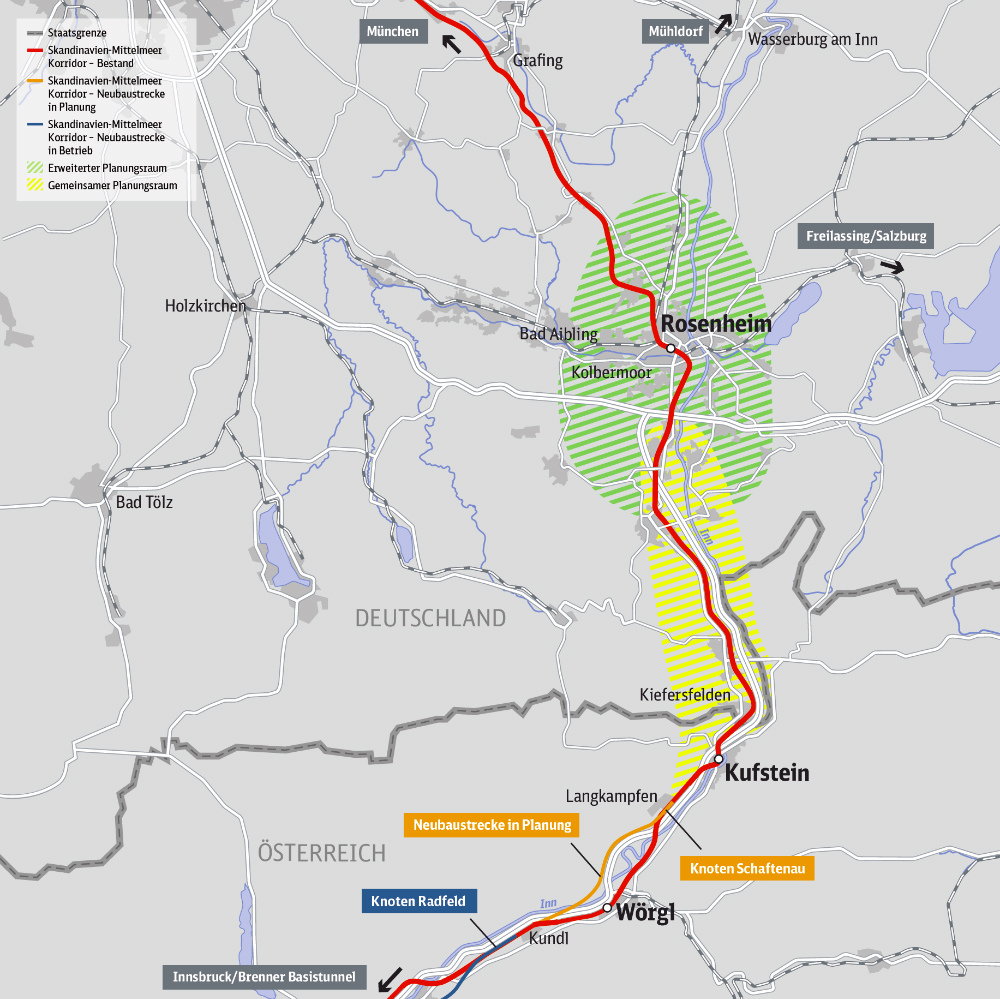 Staatsgrenze
Skandinavien-Mittelmeer
Korridor – Bestand
Skandinavien-Mittelmeer
Korridor – Neubaustrecke
in Planung
Skandinavien-Mittelmeer
Korridor – Neubaustrecke
in Betrieb
Erweiterter Planungsraum
Gemeinsamer Planungsraum
München
Mühldorf
Wasserburg am Inn
Grafing
Freilassing/Salzburg
Holzkirchen
Rosenheim
Bad Aibling
Kolbermoor
Bad Tölz
Inn
DEUTSCHLAND
Kiefersfelden
Kufstein
Langkampfen
Neubaustrecke in Planung
ÖSTERREICH
Knoten Schaftenau
Knoten Radfeld
Inn
Wörgl
Kundl
Innsbruck/Brenner Basistunnel